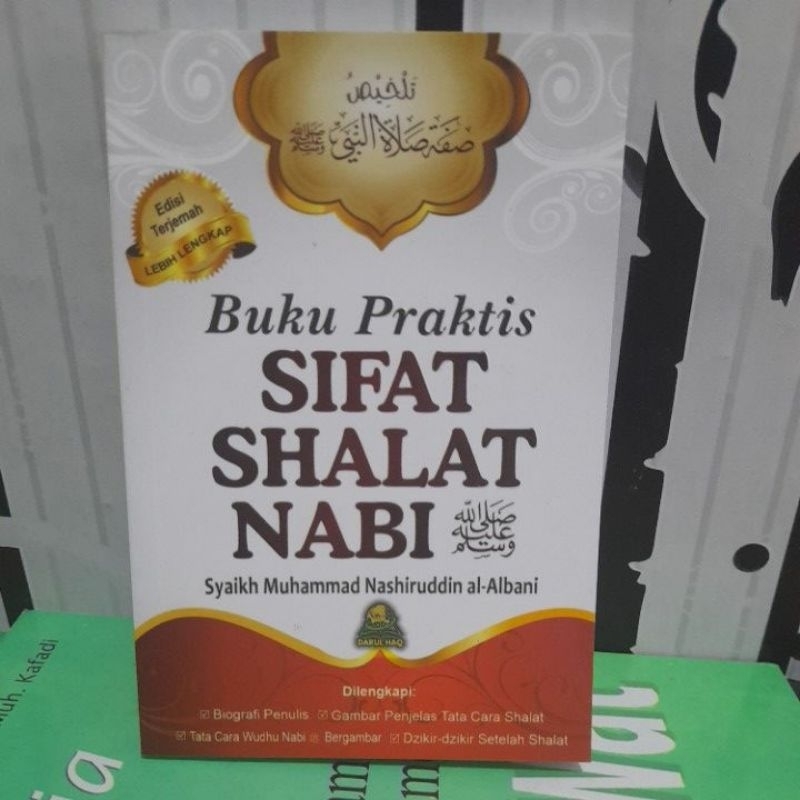 تلخيص
صفة صلاة النبي ﷺ
Edisi
Terjemah
LEBIH LENGKAP
Buku Praktis
SIFAT
SHALAT
NABI ﷺ
Syaikh Muhammad Nashiruddin al-Albani
DARUL HAQ
Dilengkapi:
☑ Biografi Penulis ☑ Gambar Penjelas Tata Cara Shalat
☑ Tata Cara Wudhu Nabi ☑ Bergambar ☑ Dzikir-dzikir Setelah Shalat
Muh. Kafadi